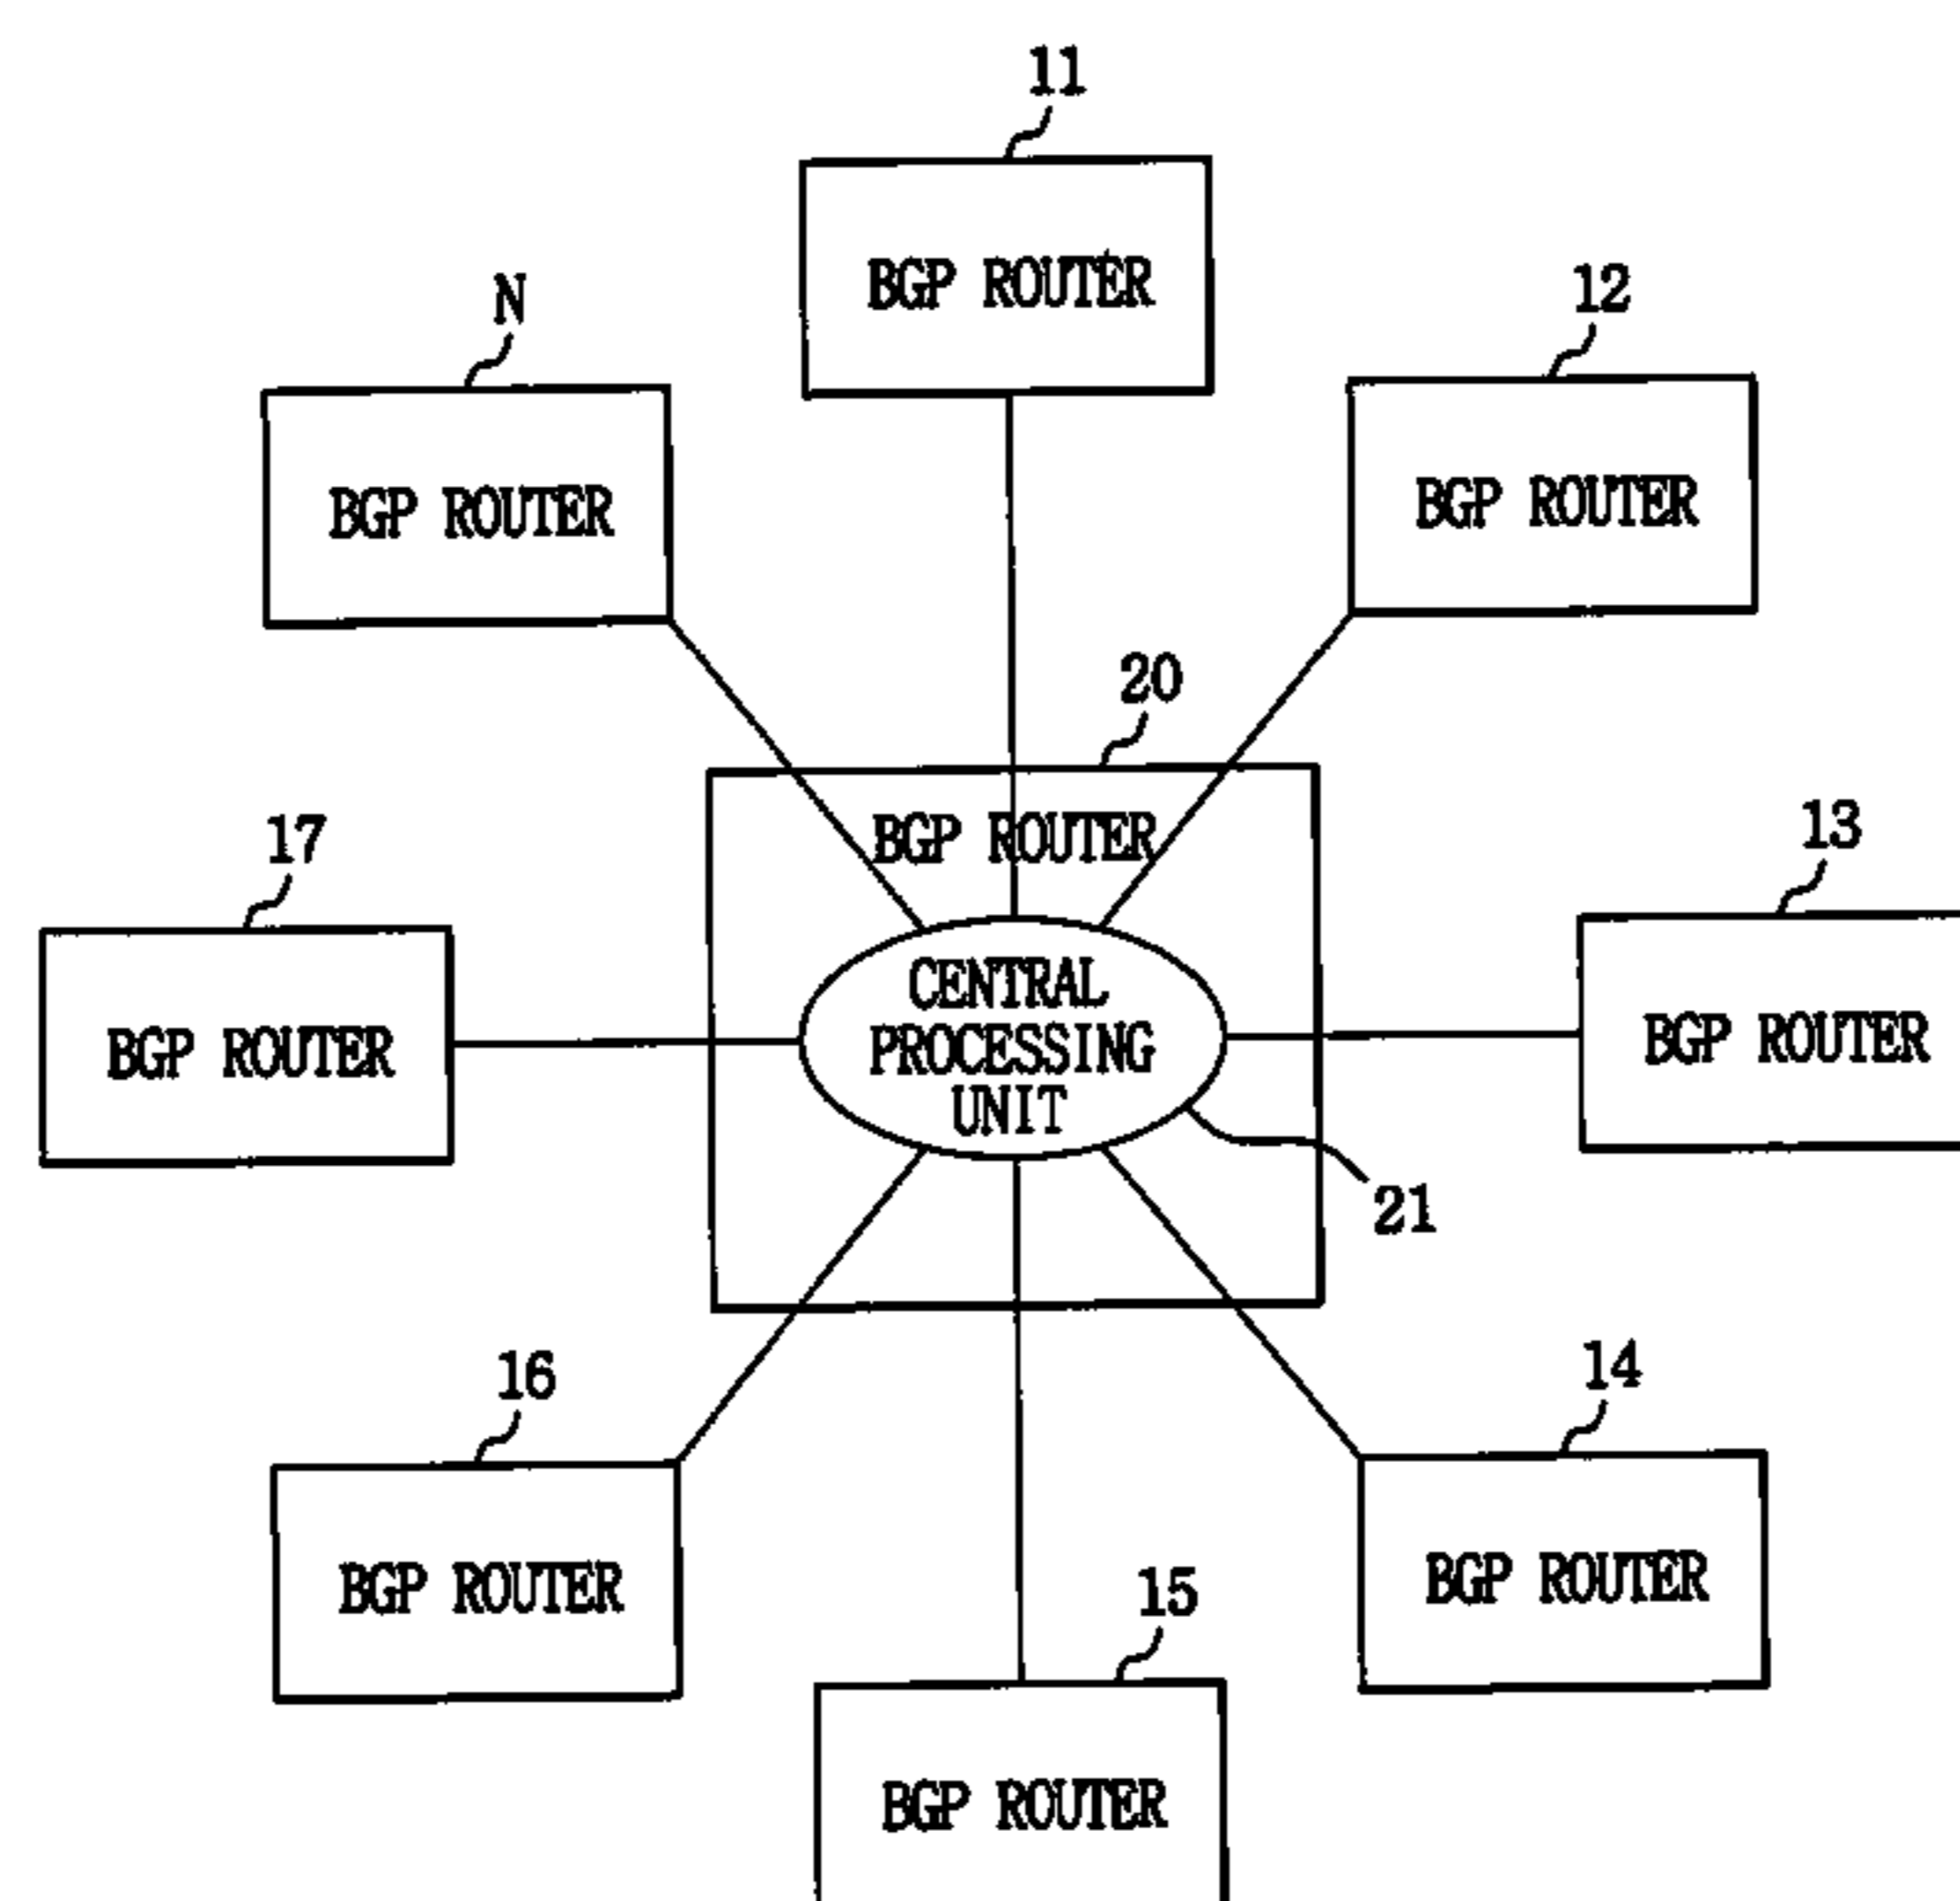 11
BGP ROUTER
N
BGP ROUTER
12
BGP ROUTER
20
BGP ROUTER
17
BGP ROUTER
13
BGP ROUTER
CENTRAL
PROCESSING
UNIT
21
16
BGP ROUTER
14
BGP ROUTER
15
BGP ROUTER